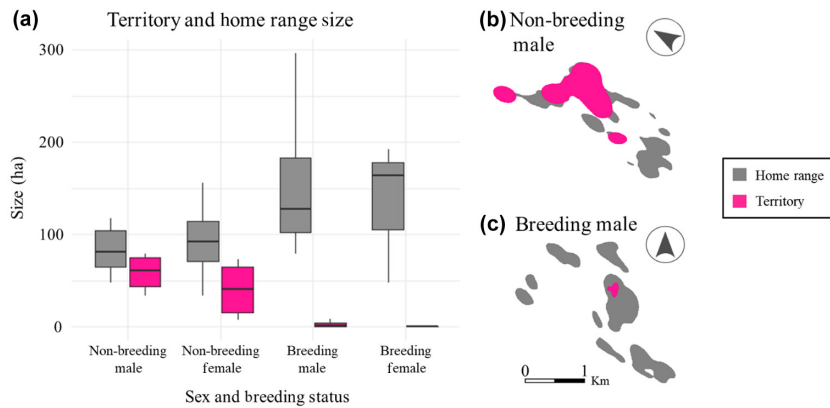 (a)
Territory and home range size
300
200
100
0
Size (ha)
Non-breeding
male
Non-breeding
female
Breeding
male
Breeding
female
Sex and breeding status
(b)
Non-breeding
male
Home range
Territory
(c)
Breeding male
0 1
Km